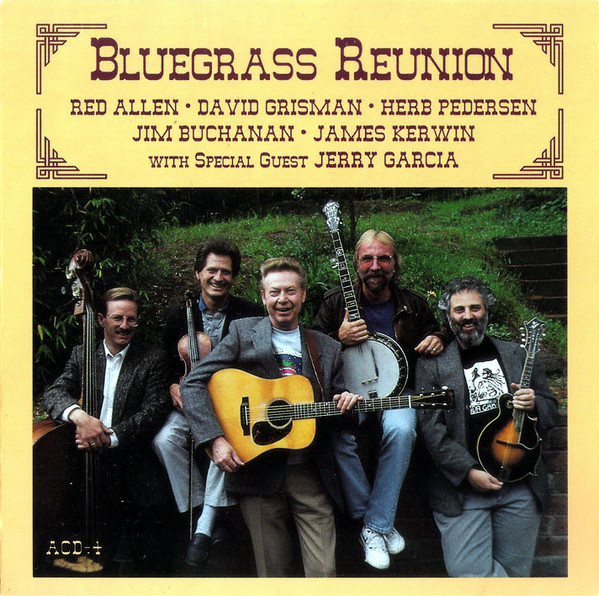 BLUEGRASS REUNION
RED ALLEN • DAVID GRISMAN • HERB PEDERSEN
JIM BUCHANAN • JAMES KERWIN
WITH SPECIAL GUEST JERRY GARCIA
ACD-4